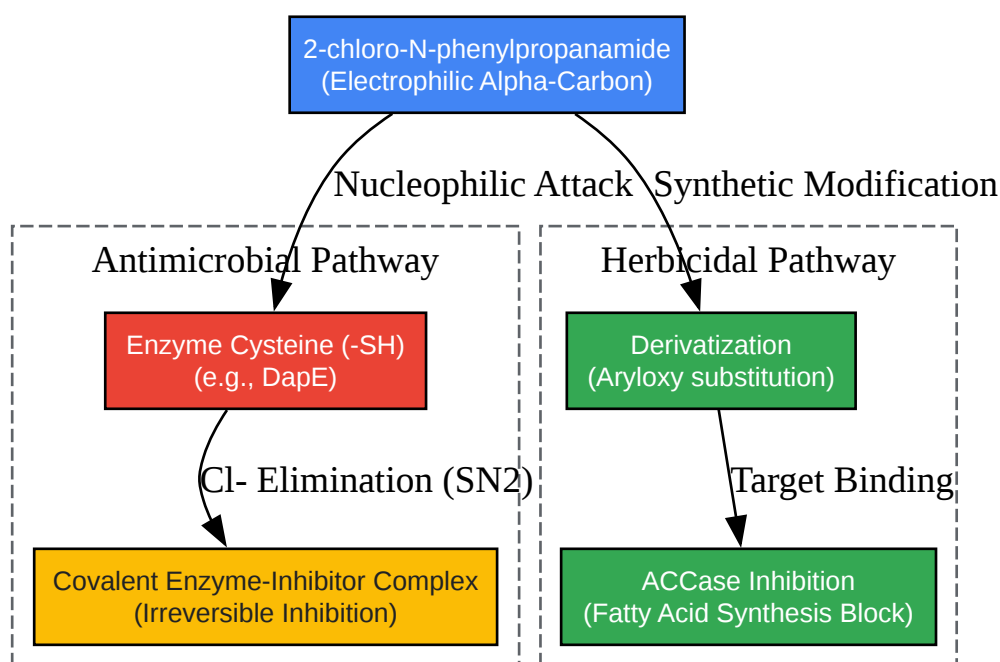 2-chloro-N-phenylpropanamide
(Electrophilic Alpha-Carbon)
Nucleophilic Attack
Synthetic Modification
Antimicrobial Pathway
Herbicidal Pathway
Enzyme Cysteine (-SH)
(e.g., DapE)
Derivatization
(Aryloxy substitution)
Cl- Elimination (SN2)
Target Binding
Covalent Enzyme-Inhibitor Complex
(Irreversible Inhibition)
ACCase Inhibition
(Fatty Acid Synthesis Block)